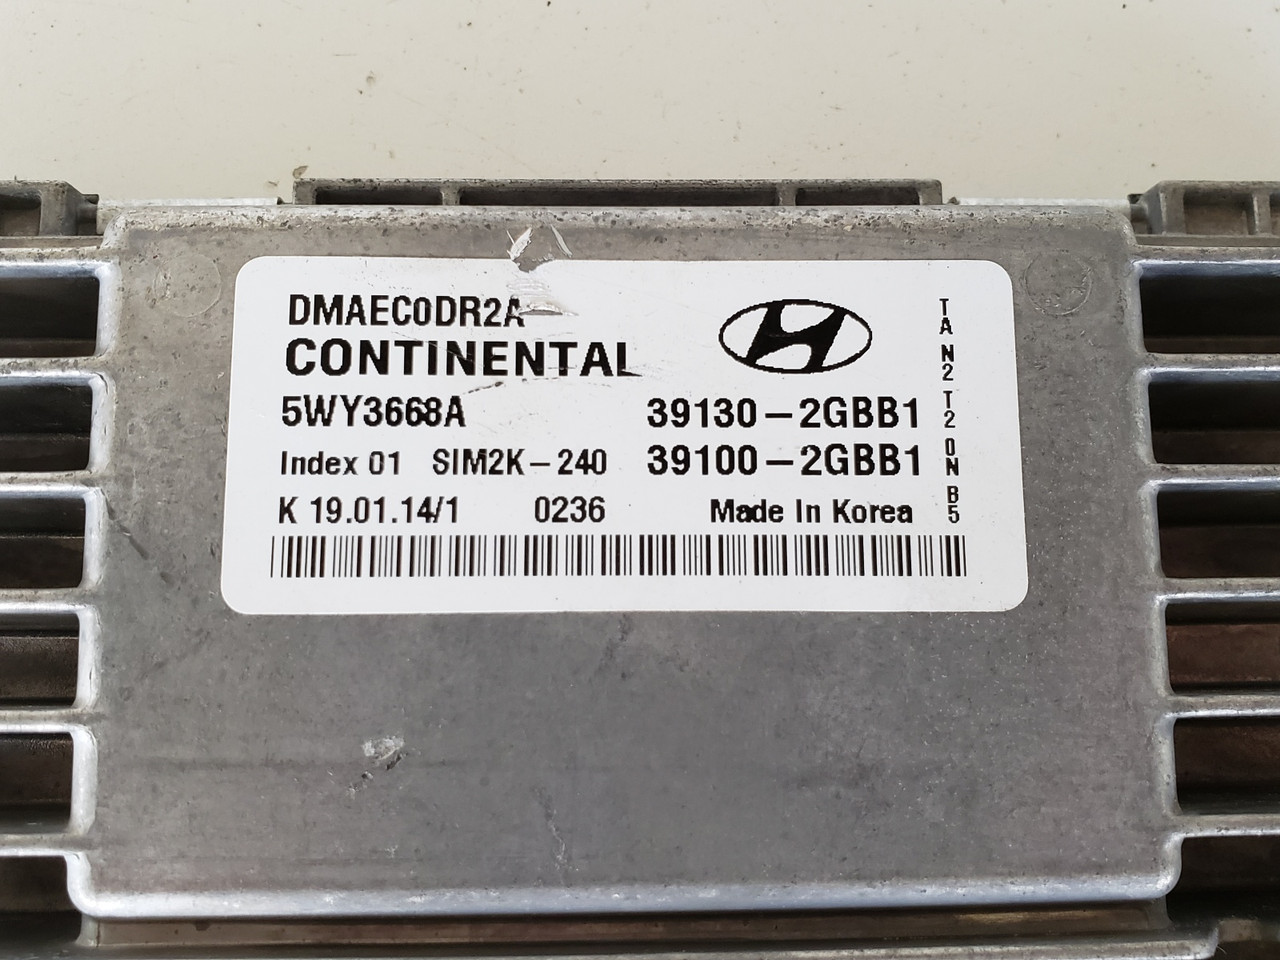 DMAEC0DR2A
CONTINENTAL
5WY3668A 39130-2GBB1
Index 01 SIM2K-240 39100-2GBB1
K 19.01.14/1 0236 Made In Korea
TA N2 T2 0N B5